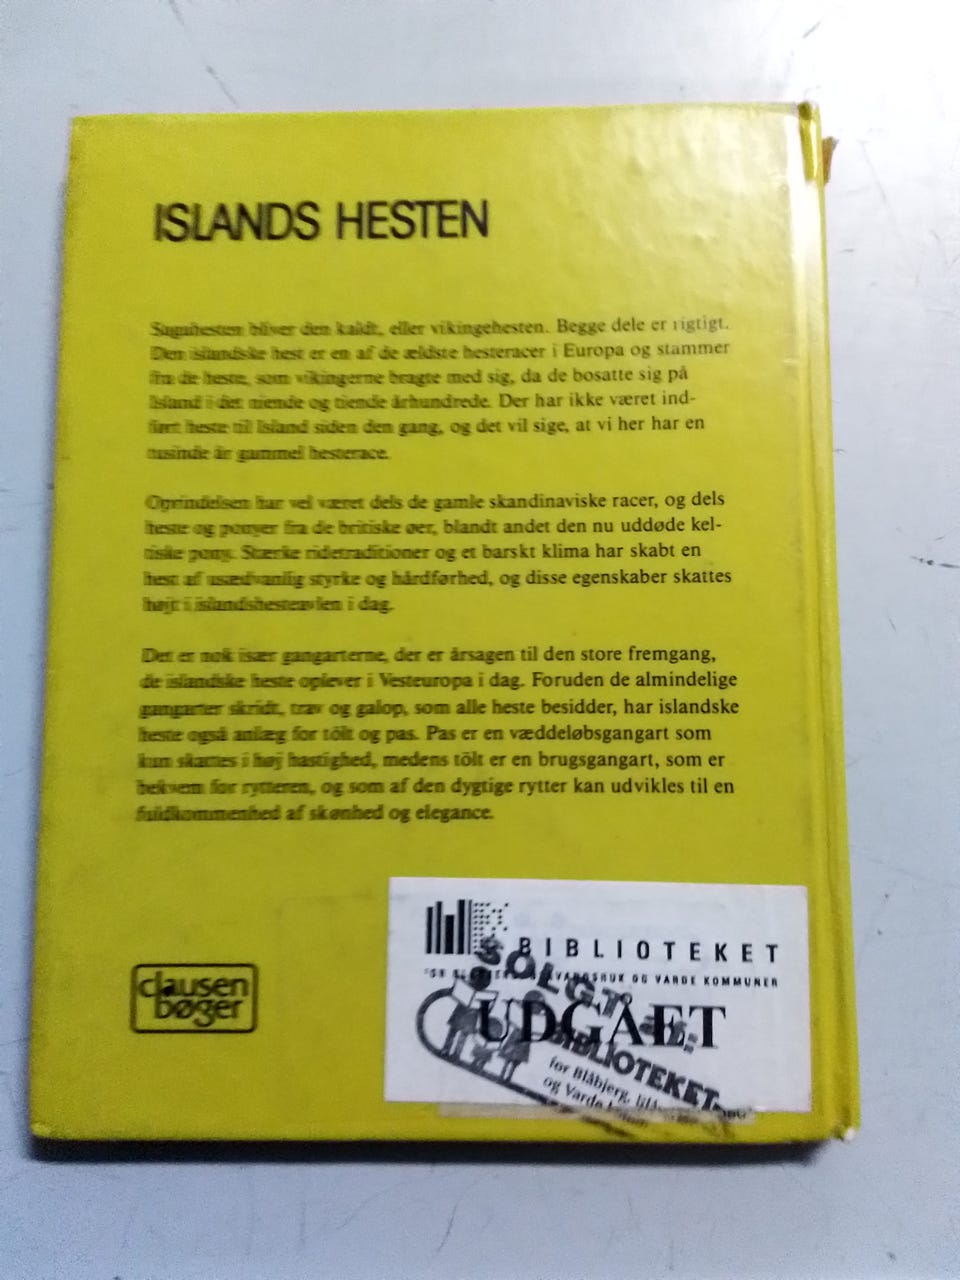 ISLANDS HESTEN
Sagahesten bliver den kaldt, eller vikingehesten. Begge dele er rigtigt.
Den islandske hest er en af de ældste hesteracer i Europa og stammer
fra de heste, som vikingerne bragte med sig, da de bosatte sig på
Island i det niende og tiende århundrede. Der har ikke været ind-
ført heste til Island siden den gang, og det vil sige, at vi her har en
tusinde år gammel hesterace.
Oprindelsen har vel været dels de gamle skandinaviske racer, og dels
heste og ponyer fra de britiske øer, blandt andet den nu uddøde kel-
tiske pony. Stærke ridetraditioner og et barskt klima har skabt en
hest af usædvanlig styrke og hårdførhed, og disse egenskaber skattes
højt i islandshesteavlen i dag.
Det er nok især gangarterne, der er årsagen til den store fremgang,
de islandske heste oplever i Vesteuropa i dag. Foruden de almindelige
gangarter skridt, trav og galop, som alle heste besidder, har islandske
heste også anlæg for tölt og pas. Pas er en væddeløbsgangart som
kun skattes i høj hastighed, medens tölt er en brugsgangart, som er
bekvem for rytteren, og som af den dygtige rytter kan udvikles til en
fuldkommenhed af skønhed og elegance.
clausen
bøger
BIBLIOTEKET
OG VARDE KOMMUNER
UDGÅET
SOLGT af:
BIBLIOTEKET
for Blåbjerg,
og Varde